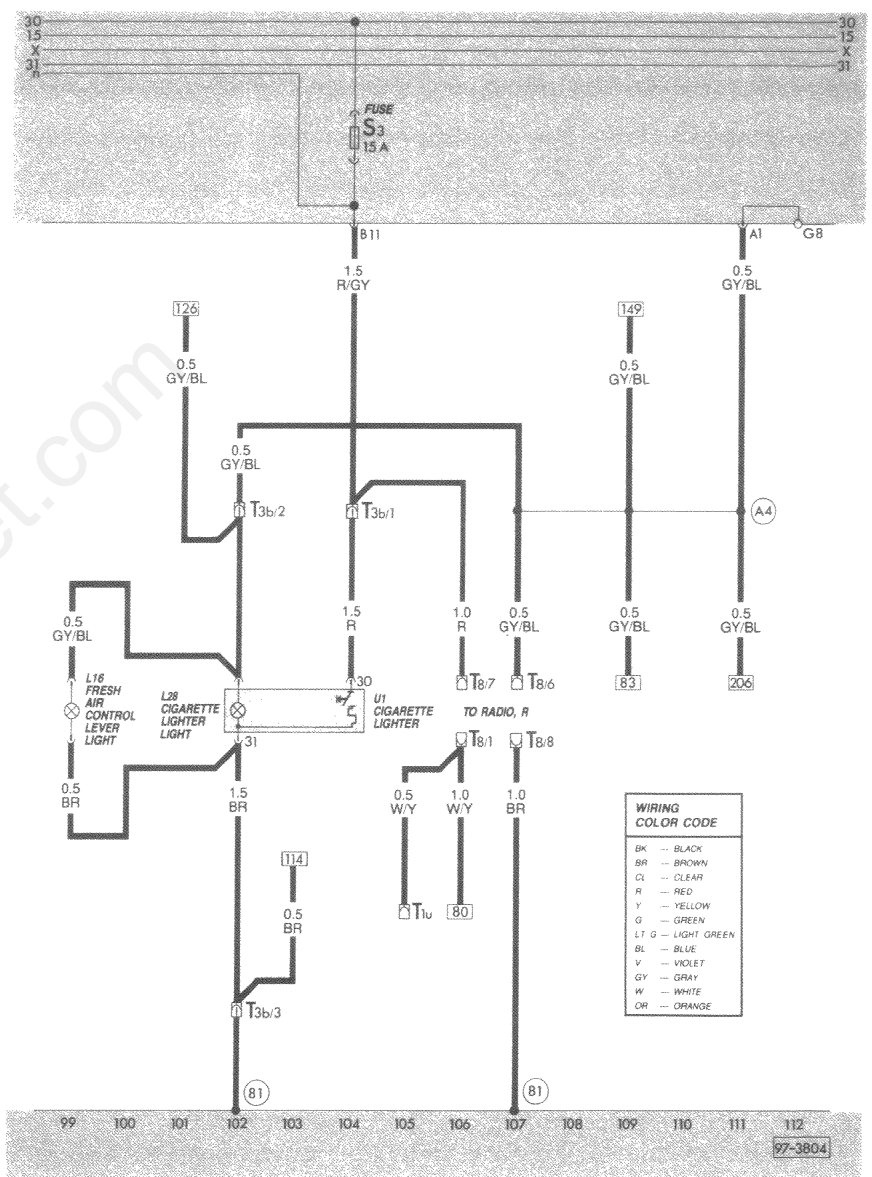 30 30
15 15
X X
31 31
n
FUSE
S3
15 A
B11 A1 G8
1.5
R/GY
0.5
GY/BL
126
149
0.5
GY/BL
0.5
GY/BL
0.5
GY/BL
T3b/2 T3b/1 A4
0.5
GY/BL
1.5
R
1.0
R
0.5
GY/BL
0.5
GY/BL
0.5
GY/BL
L16
FRESH
AIR
CONTROL
LEVER
LIGHT
L28
CIGARETTE
LIGHTER
LIGHT
30
31
U1
CIGARETTE
LIGHTER
T8/7 T8/6
83 206
TO RADIO, R
T8/1 T8/8
0.5
BR
1.5
BR
0.5
W/Y
1.0
W/Y
1.0
BR
WIRING
COLOR CODE
BK — BLACK
BR — BROWN
CL — CLEAR
R — RED
Y — YELLOW
G — GREEN
LT G — LIGHT GREEN
BL — BLUE
V — VIOLET
GY — GRAY
W — WHITE
OR — ORANGE
114
0.5
BR
T1u 80
T3b/3
81 81
99 100 101 102 103 104 105 106 107 108 109 110 111 112
97-3804
et.com